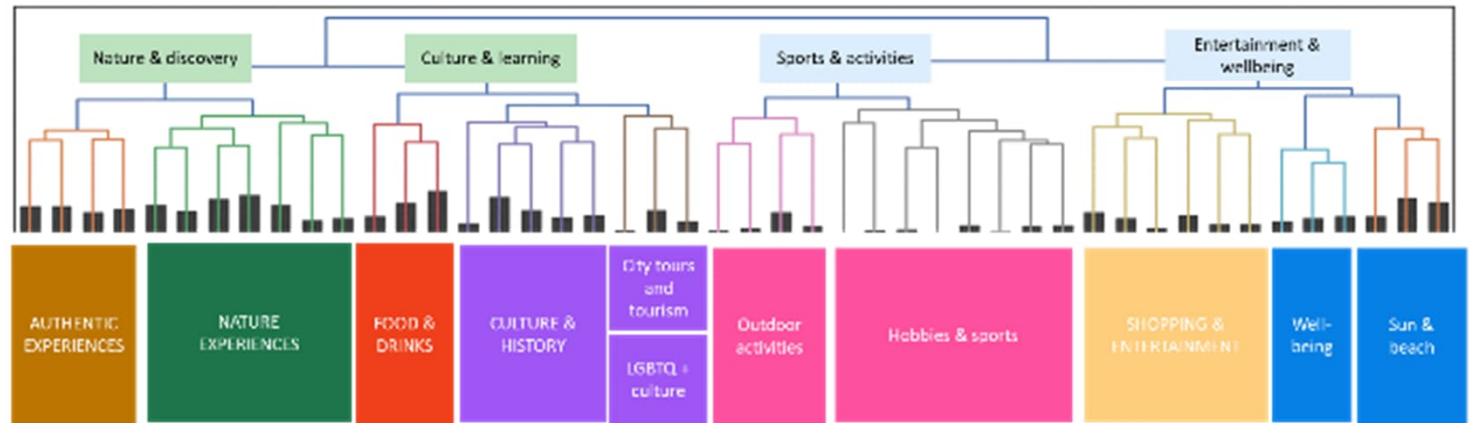 Nature & discovery
Culture & learning
Sports & activities
Entertainment &
wellbeing
AUTHENTIC
EXPERIENCES
NATURE
EXPERIENCES
FOOD &
DRINKS
CULTURE &
HISTORY
City tours
and
tourism
LGBTQ +
culture
Outdoor
activities
Hobbies & sports
SHOPPING &
ENTERTAINMENT
Well-
being
Sun &
beach